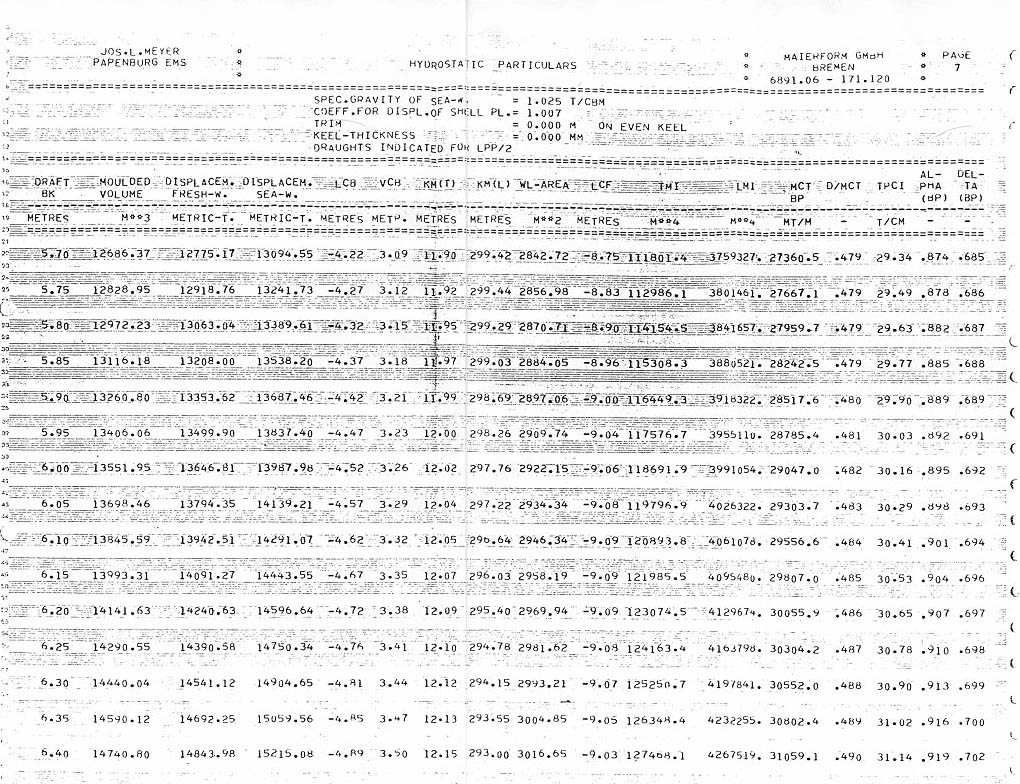 JOS.L.MEYER * * MAIERFORM GMBH * PAGE
PAPENBURG EMS * HYDROSTATIC PARTICULARS * BREMEN * 7
* * 6891.06 - 171.120 *
SPEC.GRAVITY OF SEA-W. = 1.025 T/CBM
COEFF.FOR DISPL.OF SHELL PL.= 1.007
TRIM = 0.000 M ON EVEN KEEL
KEEL-THICKNESS = 0.000 MM
DRAUGHTS INDICATED FOR LPP/2
DRAFT MOULDED DISPLACEM. DISPLACEM. LCB VCB KM(T) KM(L) WL-AREA LCF TMI LMI MCT D/MCT TPCI AL- DEL-
BK VOLUME FRESH-W. SEA-W. BP PHA TA
(BP) (BP)
METRES M**3 METRIC-T. METRIC-T. METRES METR. METRES METRES M**2 METRES M**4 M**4 MT/M - T/CM - -
5.70 12686.37 12775.17 13094.55 -4.22 3.09 11.90 299.42 2842.72 -8.75 111801.4 3759327. 27360.5 .479 29.34 .874 .685
5.75 12828.95 12918.76 13241.73 -4.27 3.12 11.92 299.44 2856.98 -8.83 112986.1 3801461. 27667.1 .479 29.49 .878 .686
5.80 12972.23 13063.04 13389.61 -4.32 3.15 11.95 299.29 2870.71 -8.90 114154.5 3841657. 27959.7 .479 29.63 .882 .687
5.85 13116.18 13208.00 13538.20 -4.37 3.18 11.97 299.03 2884.05 -8.96 115308.3 3880521. 28242.5 .479 29.77 .885 .688
5.90 13260.80 13353.62 13687.46 -4.42 3.21 11.99 298.69 2897.06 -9.00 116449.3 3918322. 28517.6 .480 29.90 .889 .689
5.95 13406.06 13499.90 13837.40 -4.47 3.23 12.00 298.26 2909.74 -9.04 117576.7 3955110. 28785.4 .481 30.03 .892 .691
6.00 13551.95 13646.81 13987.98 -4.52 3.26 12.02 297.76 2922.15 -9.06 118691.9 3991054. 29047.0 .482 30.16 .895 .692
6.05 13698.46 13794.35 14139.21 -4.57 3.29 12.04 297.22 2934.34 -9.08 119796.9 4026322. 29303.7 .483 30.29 .898 .693
6.10 13845.59 13942.51 14291.07 -4.62 3.32 12.05 296.64 2946.34 -9.09 120893.8 4061078. 29556.6 .484 30.41 .901 .694
6.15 13993.31 14091.27 14443.55 -4.67 3.35 12.07 296.03 2958.19 -9.09 121985.5 4095480. 29807.0 .485 30.53 .904 .696
6.20 14141.63 14240.63 14596.64 -4.72 3.38 12.09 295.40 2969.94 -9.09 123074.5 4129674. 30055.9 .486 30.65 .907 .697
6.25 14290.55 14390.58 14750.34 -4.76 3.41 12.10 294.78 2981.62 -9.08 124163.4 4163798. 30304.2 .487 30.78 .910 .698
6.30 14440.04 14541.12 14904.65 -4.81 3.44 12.12 294.15 2993.21 -9.07 125250.7 4197841. 30552.0 .488 30.90 .913 .699
6.35 14590.12 14692.25 15059.56 -4.85 3.47 12.13 293.55 3004.85 -9.05 126348.4 4232255. 30802.4 .489 31.02 .916 .700
6.40 14740.80 14843.98 15215.08 -4.89 3.50 12.15 293.00 3016.65 -9.03 127468.1 4267519. 31059.1 .490 31.14 .919 .702